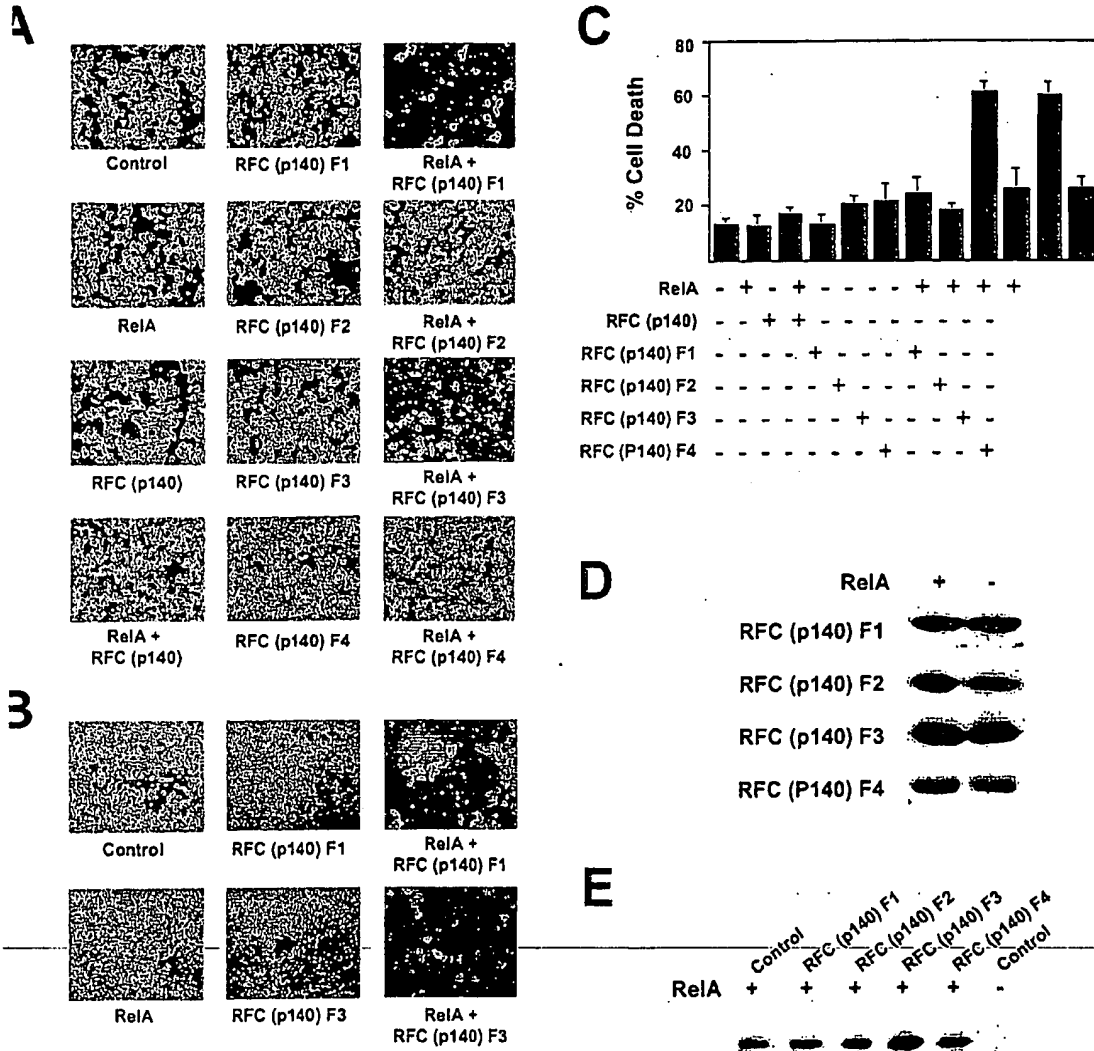 A
Control
RFC (p140) F1
RelA +
RFC (p140) F1
RelA
RFC (p140) F2
RelA +
RFC (p140) F2
RFC (p140)
RFC (p140) F3
RelA +
RFC (p140) F3
RelA +
RFC (p140)
RFC (p140) F4
RelA +
RFC (p140) F4
B
Control
RFC (p140) F1
RelA +
RFC (p140) F1
RelA
RFC (p140) F3
RelA +
RFC (p140) F3
C
% Cell Death
80
60
40
20
RelA - + - + - - - - + + + +
RFC (p140) - - + + - - - - - - - -
RFC (p140) F1 - - - - + - - - + - - -
RFC (p140) F2 - - - - - + - - - + - -
RFC (p140) F3 - - - - - - + - - - + -
RFC (P140) F4 - - - - - - - + - - - +
D
RelA + -
RFC (p140) F1
RFC (p140) F2
RFC (p140) F3
RFC (P140) F4
E
Control
RFC (p140) F1
RFC (p140) F2
RFC (p140) F3
RFC (p140) F4
Control
RelA + + + + + -